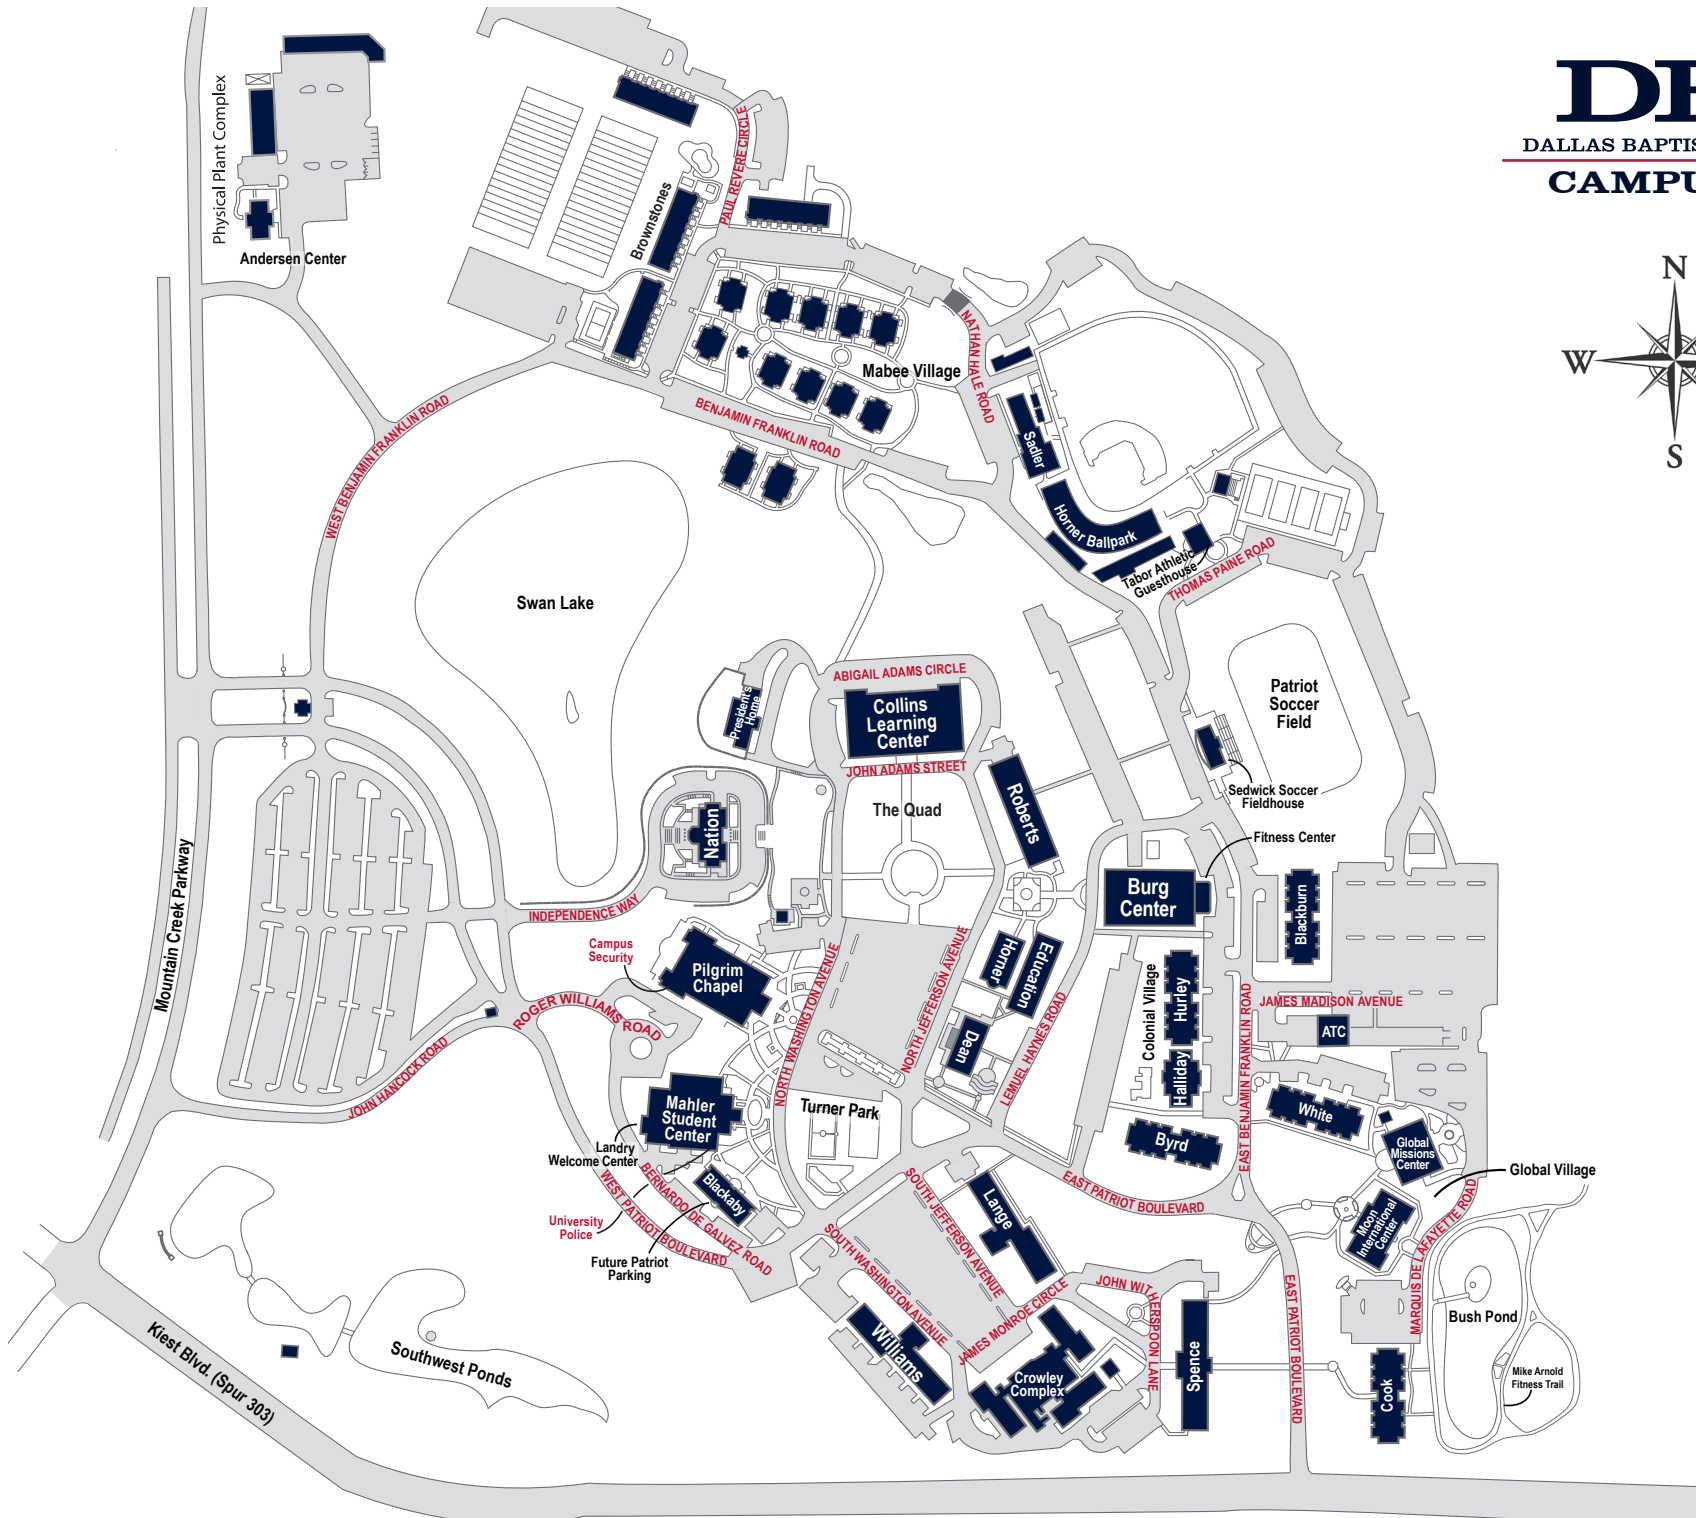 DALLAS BAPTIS
CAMPU
N
W
S
Physical Plant Complex
Andersen Center
PAUL REVERE CIRCLE
Brownstones
NATHAN HALE ROAD
Mabee Village
BENJAMIN FRANKLIN ROAD
WEST BENJAMIN FRANKLIN ROAD
Sadler
Horner Ballpark
Tabor Athletic
Guesthouse
THOMAS PAINE ROAD
Swan Lake
ABIGAIL ADAMS CIRCLE
President's
Home
Collins
Learning
Center
JOHN ADAMS STREET
The Quad
Roberts
Patriot
Soccer
Field
Sedwick Soccer
Fieldhouse
Fitness Center
Nation
Mountain Creek Parkway
Burg
Center
Blackburn
INDEPENDENCE WAY
Campus
Security
Pilgrim
Chapel
NORTH WASHINGTON AVENUE
NORTH JEFFERSON AVENUE
Horner
Education
Colonial Village
Hurley
EAST BENJAMIN FRANKLIN ROAD
JAMES MADISON AVENUE
ATC
ROGER WILLIAMS ROAD
JOHN HANCOCK ROAD
Dean
LEMUEL HAYNES ROAD
Halliday
Mahler
Student
Center
Turner Park
White
Byrd
Global
Missions
Center
Landry
Welcome Center
Blackaby
BERNARDO DE GALVEZ ROAD
WEST PATRIOT BOULEVARD
University
Police
Future Patriot
Parking
EAST PATRIOT BOULEVARD
Global Village
Moon
International
Center
MARQUIS DE LAFAYETTE ROAD
Lange
SOUTH JEFFERSON AVENUE
SOUTH WASHINGTON AVENUE
JAMES MONROE CIRCLE
JOHN WITHERSPOON LANE
EAST PATRIOT BOULEVARD
Bush Pond
Mike Arnold
Fitness Trail
Williams
Crowley
Complex
Spence
Cook
Southwest Ponds
Kiest Blvd. (Spur 303)